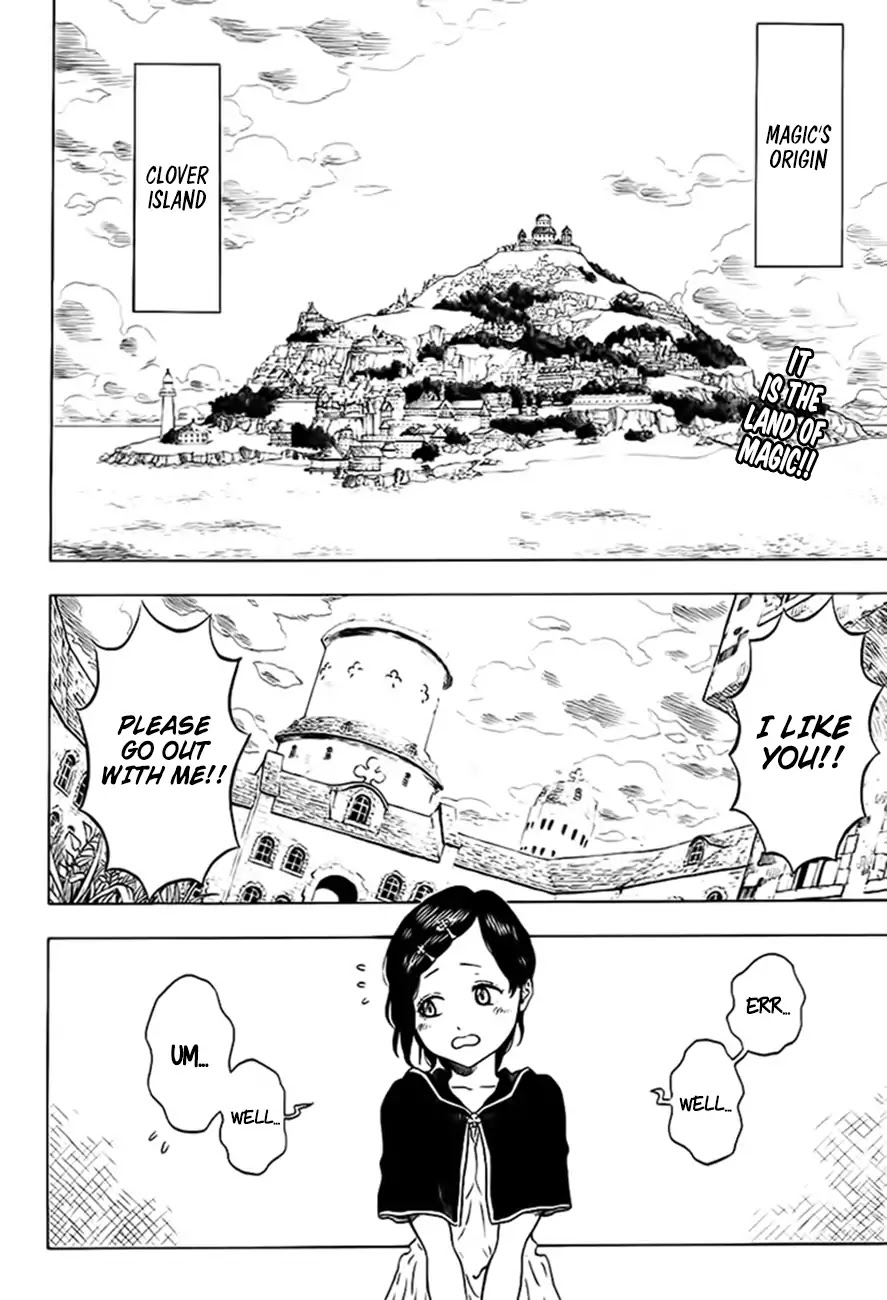 MAGIC'S
ORIGIN
CLOVER
ISLAND
IT
IS THE
LAND OF
MAGIC!!
I LIKE
YOU!!
PLEASE
GO OUT
WITH ME!!
ERR...
WELL...
UM...
WELL...